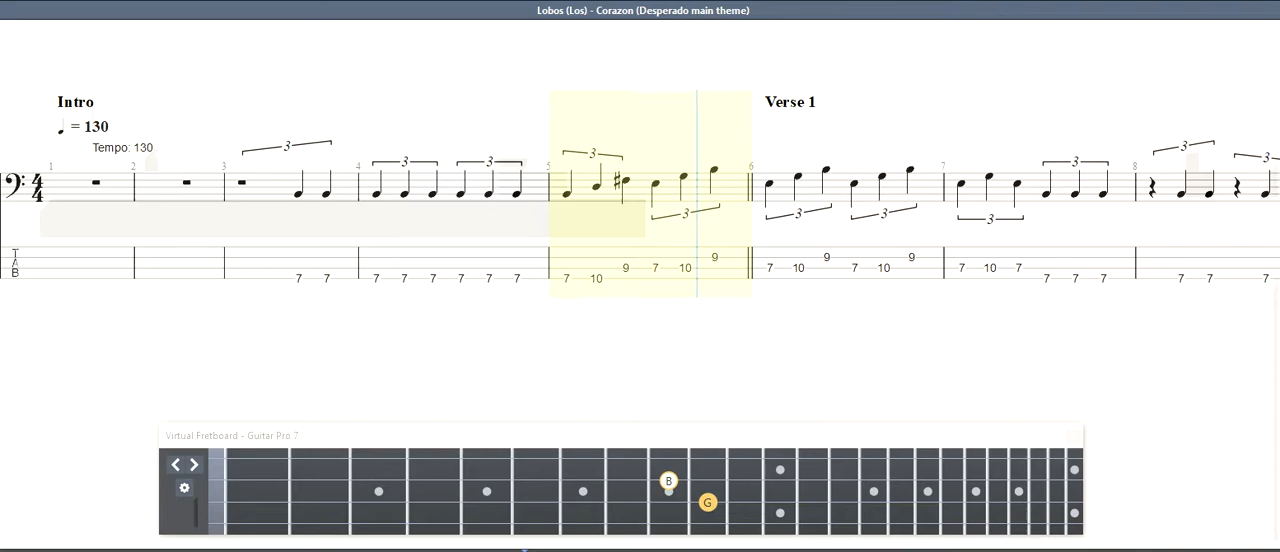 Lobos (Los) - Corazon (Desperado main theme)
Intro
Verse 1
= 130
Tempo: 130
3 3 3 3 3 3 3
1 2 3 4 5 6 7 8
4
4
3 3 3 3
T
A
B
9 9 9
9 7 10 7 10 7 10 7 10 7
7 7 7 7 7 7 7 7 7 10 7 7 7 7 7 7
Virtual Fretboard - Guitar Pro 7
B
G